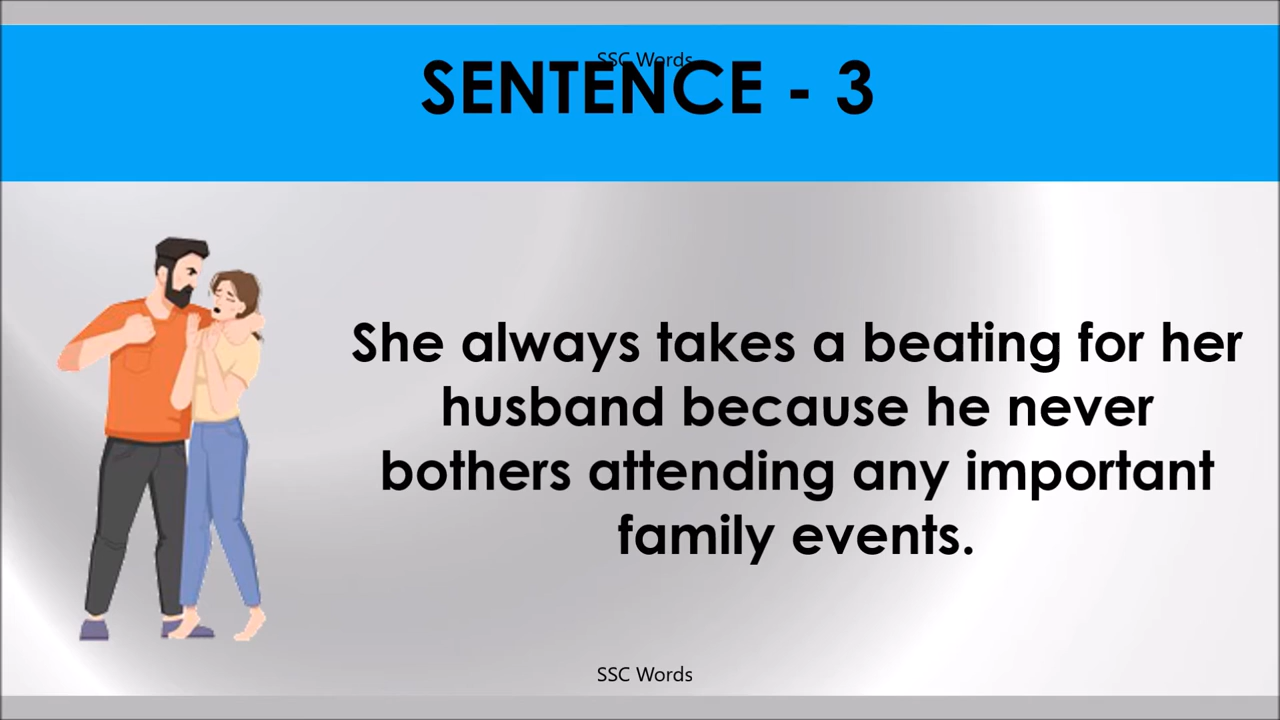 SSC Words
SENTENCE - 3
She always takes a beating for her
husband because he never
bothers attending any important
family events.
SSC Words